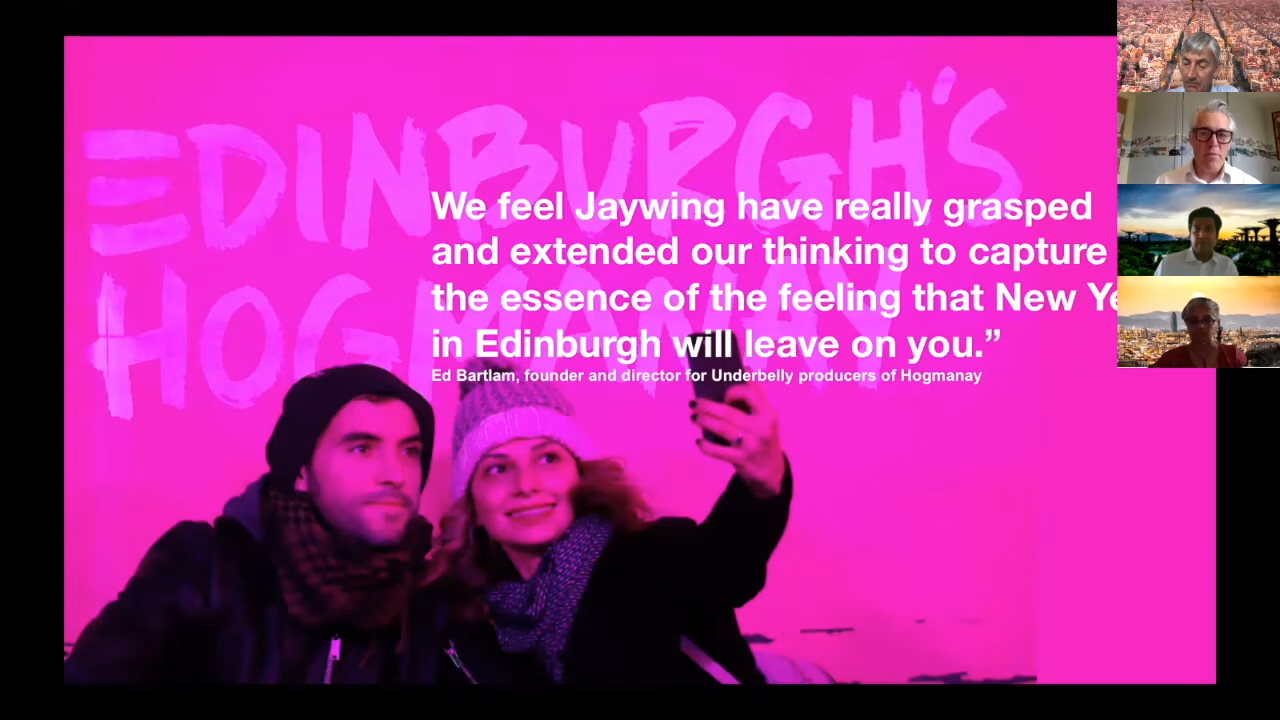 EDINBURGH'S
HOGMANAY
We feel Jaywing have really grasped
and extended our thinking to capture
the essence of the feeling that New
in Edinburgh will leave on you.”
Ed Bartlam, founder and director for Underbelly producers of Hogmanay